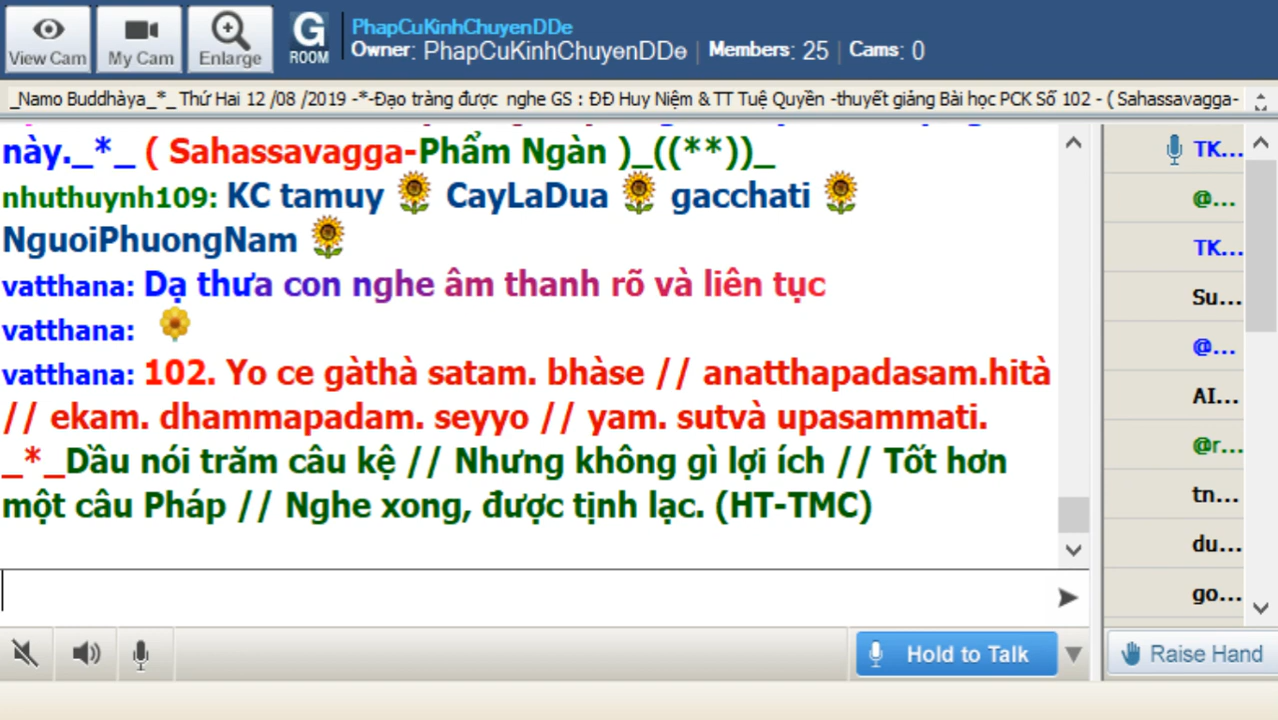 View Cam
My Cam
Enlarge
G ROOM
PhapCuKinhChuyenDDe
Owner: PhapCuKinhChuyenDDe | Members: 25 | Cams: 0
_Namo Buddhàya_*_ Thứ Hai 12 /08 /2019 -*-Đạo tràng được nghe GS : ĐĐ Huy Niệm & TT Tuệ Quyền -thuyết giảng Bài học PCK Số 102 - ( Sahassavagga-
này._*_ ( Sahassavagga-Phẩm Ngàn )_((**))_
nhuthuynh109: KC tamuy CayLaDua gacchati
NguoiPhuongNam
vatthana: Dạ thưa con nghe âm thanh rõ và liên tục
vatthana:
vatthana: 102. Yo ce gàthà satam. bhàse // anatthapadasam.hità
// ekam. dhammapadam. seyyo // yam. sutvà upasammati.
_*_Dầu nói trăm câu kệ // Nhưng không gì lợi ích // Tốt hơn
một câu Pháp // Nghe xong, được tịnh lạc. (HT-TMC)
TK...
@...
TK...
Su...
@...
AI...
@r...
tn...
du...
go...
Hold to Talk
Raise Hand